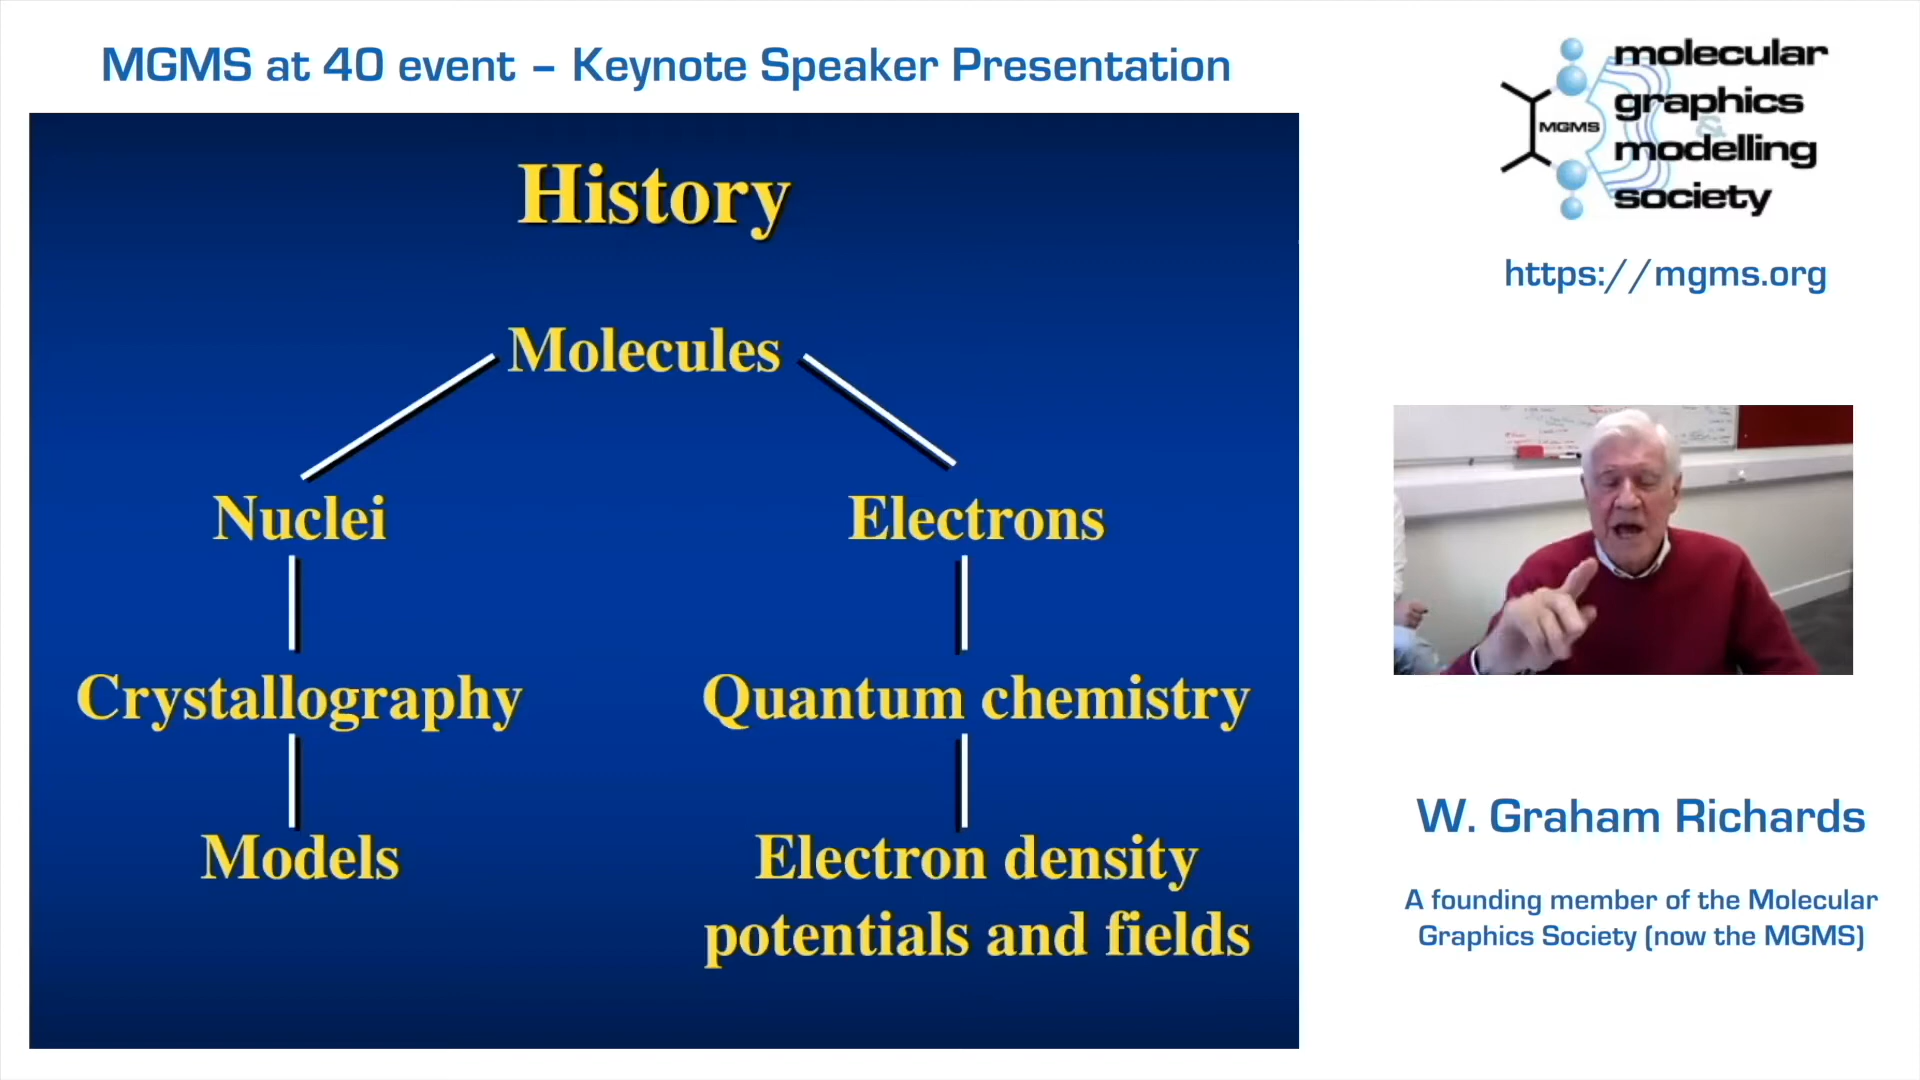 MGMS at 40 event – Keynote Speaker Presentation
History
Molecules
Nuclei
Electrons
Crystallography
Quantum chemistry
Models
Electron density
potentials and fields
MGMS
molecular
graphics
&
modelling
society
https://mgms.org
W. Graham Richards
A founding member of the Molecular
Graphics Society (now the MGMS)